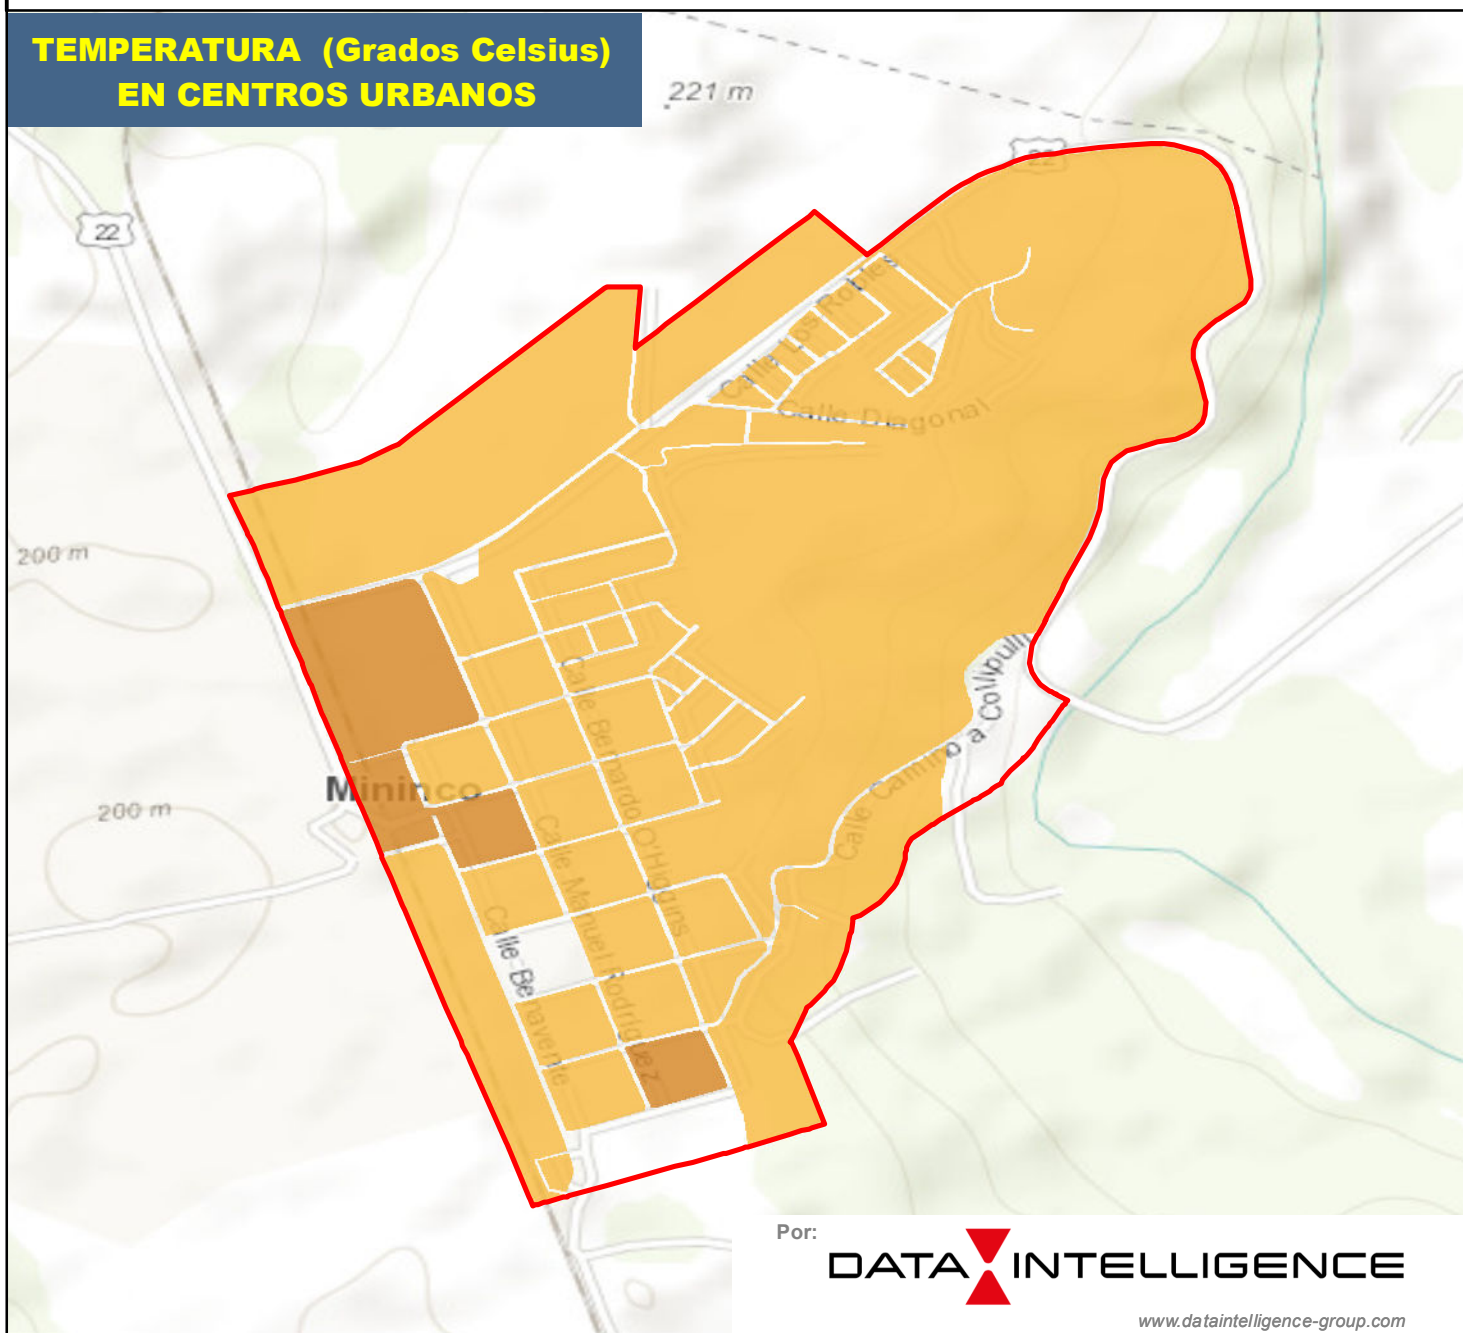 TEMPERATURA (Grados Celsius)
EN CENTROS URBANOS
221 m
22
22
Calle Los Robles
Calle Diagonal
200 m
Calle Bernardo O'Higgins
Calle Camino a Collipulli
Mininco
200 m
Calle Manuel Rodriguez
Calle Benavente
Por:
DATA INTELLIGENCE
www.dataintelligence-group.com